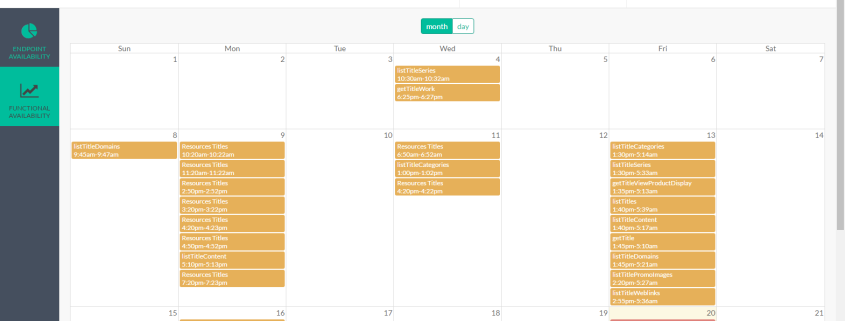 month day
ENDPOINT
AVAILABILITY
FUNCTIONAL
AVAILABILITY
Sun Mon Tue Wed Thu Fri Sat
1 2 3 4 5 6 7
listTitleSeries
10:30am-10:32am
getTitleWork
6:25pm-6:27pm
8 9 10 11 12 13 14
listTitleDomains
9:45am-9:47am
Resources Titles
10:20am-10:22am
Resources Titles
11:20am-11:22am
Resources Titles
2:50pm-2:52pm
Resources Titles
3:20pm-3:22pm
Resources Titles
4:20pm-4:23pm
Resources Titles
4:50pm-4:52pm
listTitleContent
5:10pm-5:13pm
Resources Titles
7:20pm-7:23pm
Resources Titles
6:50am-6:52am
listTitleCategories
1:00pm-1:02pm
Resources Titles
4:20pm-4:22pm
listTitleCategories
1:30pm-5:14am
listTitleSeries
1:30pm-5:33am
getTitleViewProductDisplay
1:35pm-5:13am
listTitles
1:40pm-5:39am
listTitleContent
1:40pm-5:17am
getTitle
1:45pm-5:10am
listTitleDomains
1:45pm-5:21am
listTitlePromoImages
2:20pm-5:27am
listTitleWeblinks
2:55pm-5:36am
15 16 17 18 19 20 21